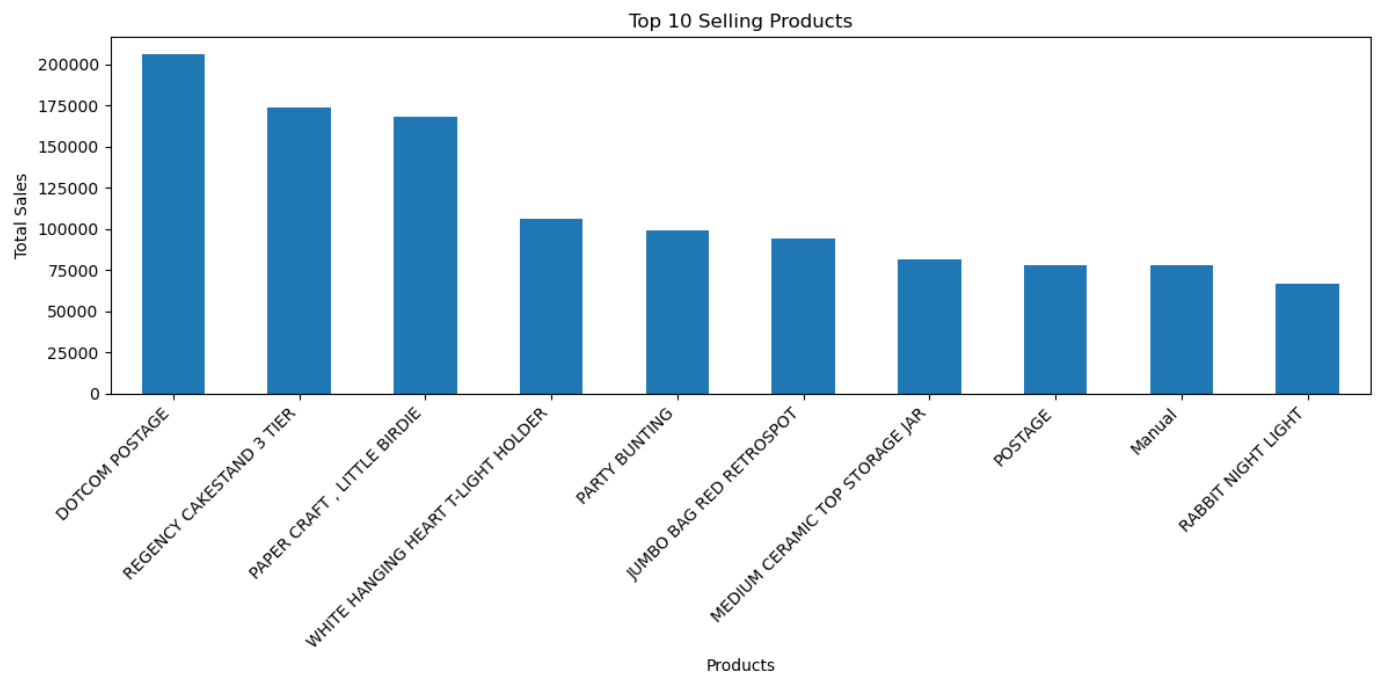 Top 10 Selling Products
Total Sales
200000
175000
150000
125000
100000
75000
50000
25000
0
DOTCOM POSTAGE
REGENCY CAKESTAND 3 TIER
PAPER CRAFT , LITTLE BIRDIE
WHITE HANGING HEART T-LIGHT HOLDER
PARTY BUNTING
JUMBO BAG RED RETROSPOT
MEDIUM CERAMIC TOP STORAGE JAR
POSTAGE
Manual
RABBIT NIGHT LIGHT
Products